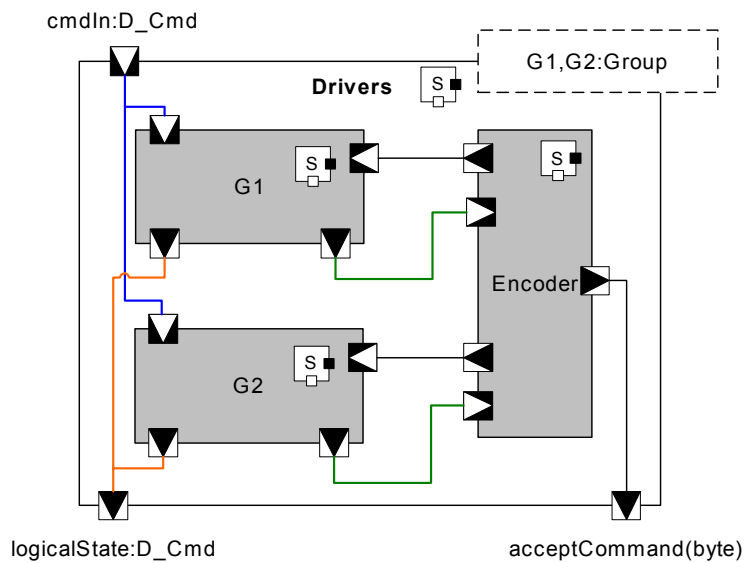 cmdIn:D_Cmd
G1,G2:Group
Drivers
S
S
S
G1
Encoder
S
G2
logicalState:D_Cmd
acceptCommand(byte)